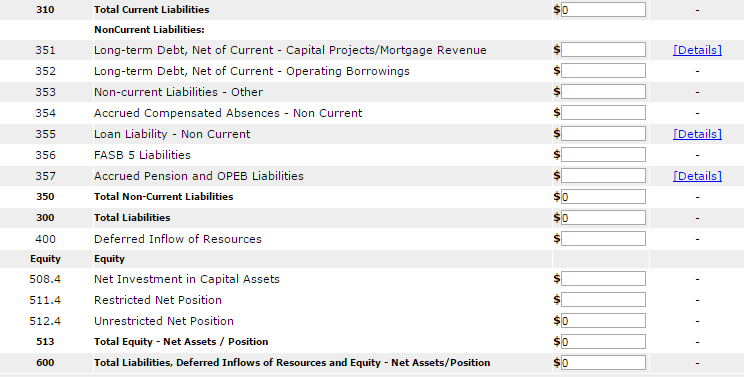 310 Total Current Liabilities $0 -
NonCurrent Liabilities:
351 Long-term Debt, Net of Current - Capital Projects/Mortgage Revenue $ [Details]
352 Long-term Debt, Net of Current - Operating Borrowings $ -
353 Non-current Liabilities - Other $ -
354 Accrued Compensated Absences - Non Current $ -
355 Loan Liability - Non Current $ [Details]
356 FASB 5 Liabilities $ -
357 Accrued Pension and OPEB Liabilities $ [Details]
350 Total Non-Current Liabilities $0 -
300 Total Liabilities $0 -
400 Deferred Inflow of Resources $ -
Equity Equity
508.4 Net Investment in Capital Assets $ -
511.4 Restricted Net Position $ -
512.4 Unrestricted Net Position $0 -
513 Total Equity - Net Assets / Position $0 -
600 Total Liabilities, Deferred Inflows of Resources and Equity - Net Assets/Position $0 -